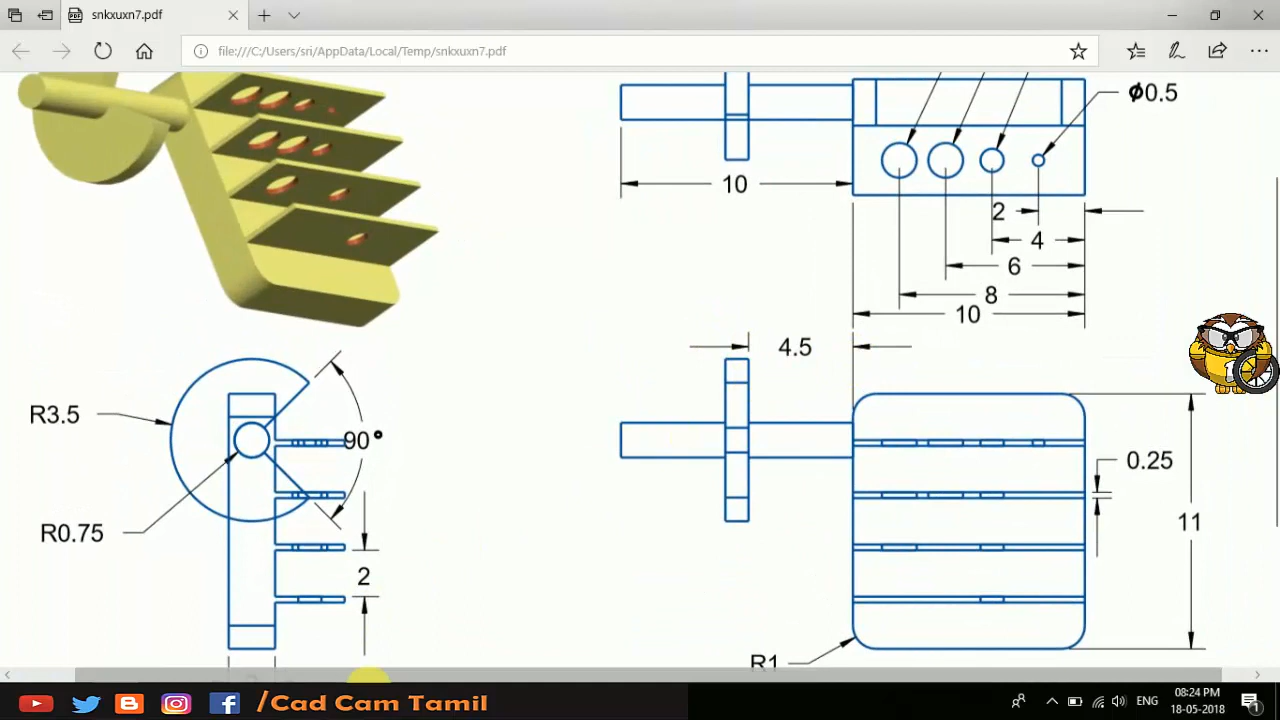 snkxuxn7.pdf
file:///C:/Users/sri/AppData/Local/Temp/snkxuxn7.pdf
Φ0.5
10
2
4
6
8
10
4.5
R3.5
90°
0.25
R0.75
11
2
R1
/Cad Cam Tamil
ENG
08:24 PM
18-05-2018
1